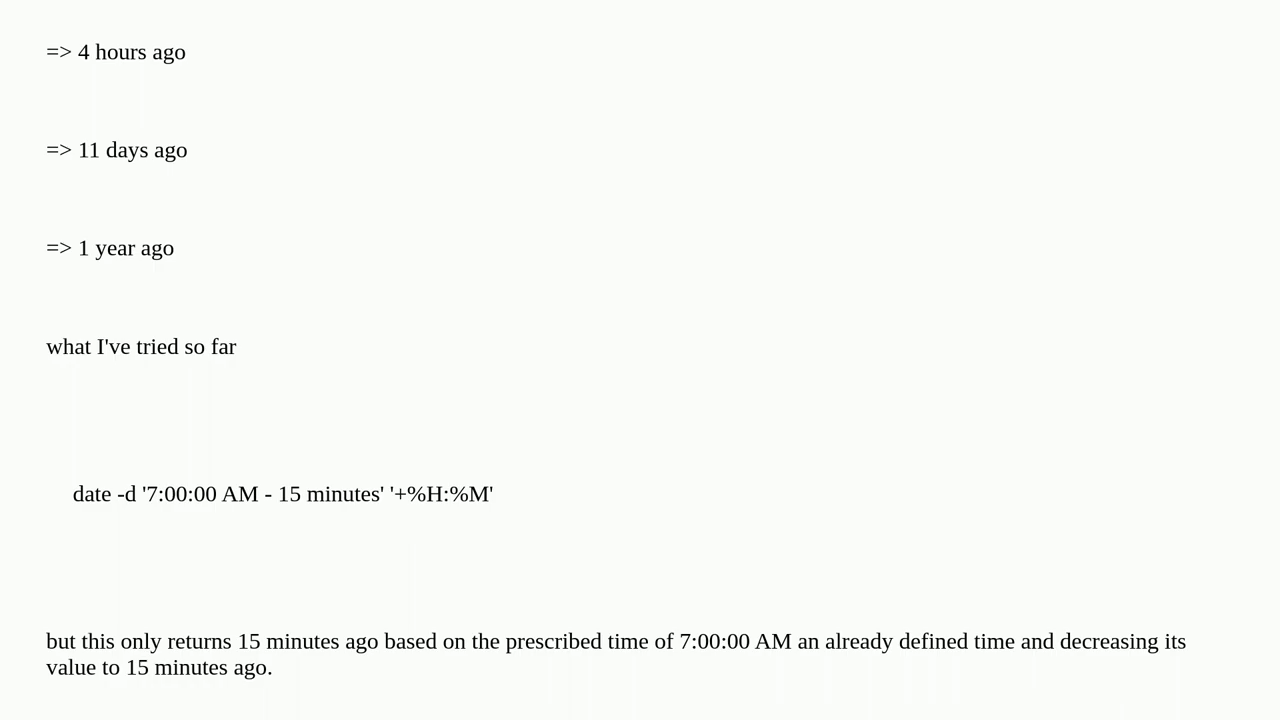 => 4 hours ago
=> 11 days ago
=> 1 year ago
what I've tried so far
date -d '7:00:00 AM - 15 minutes' '+%H:%M'
but this only returns 15 minutes ago based on the prescribed time of 7:00:00 AM an already defined time and decreasing its
value to 15 minutes ago.